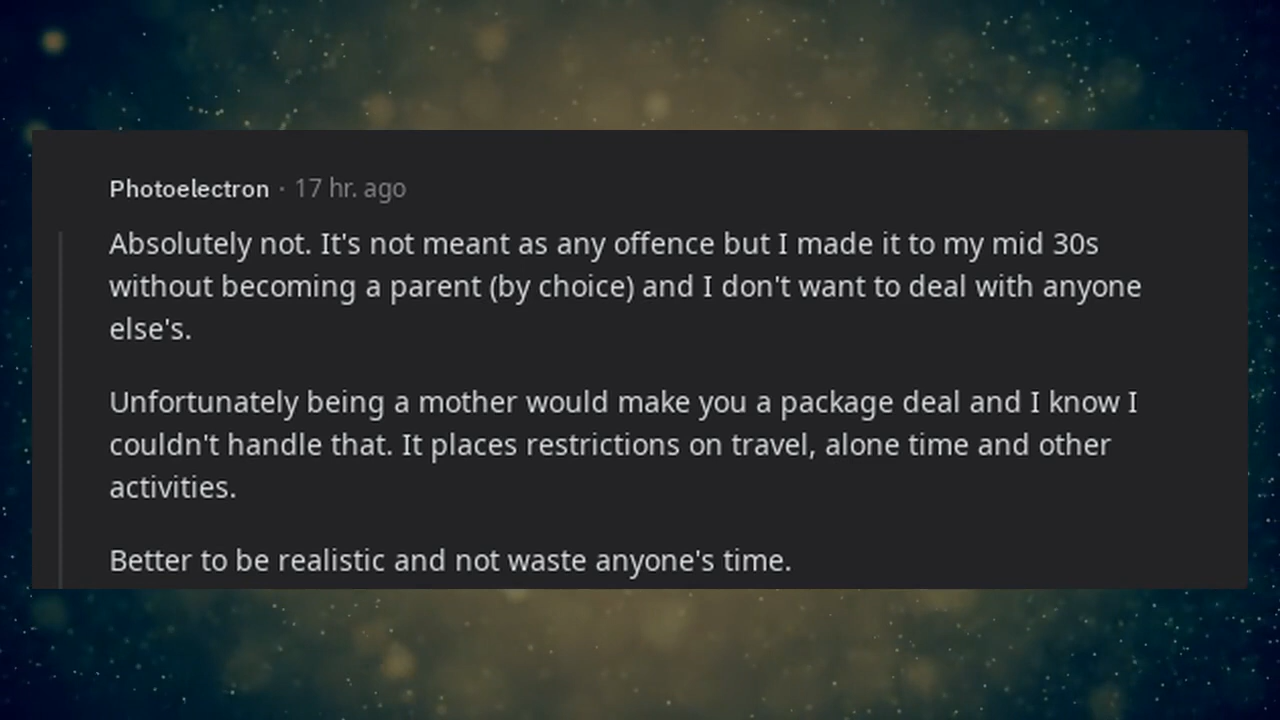 Photoelectron · 17 hr. ago
Absolutely not. It's not meant as any offence but I made it to my mid 30s
without becoming a parent (by choice) and I don't want to deal with anyone
else's.
Unfortunately being a mother would make you a package deal and I know I
couldn't handle that. It places restrictions on travel, alone time and other
activities.
Better to be realistic and not waste anyone's time.